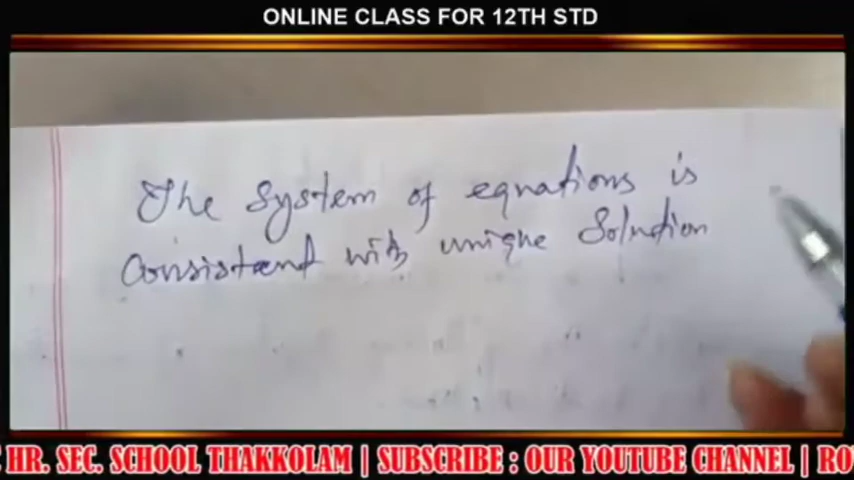 ONLINE CLASS FOR 12TH STD
The System of equations is
Consistent with unique Solution
HR. SEC. SCHOOL THAKKOLAM | SUBSCRIBE : OUR YOUTUBE CHANNEL |